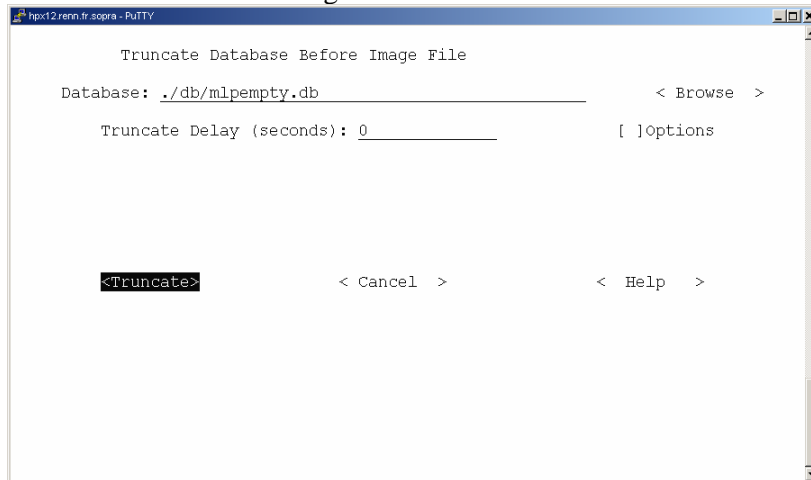 hpx12.renn.fr.sopra - PuTTY
Truncate Database Before Image File
Database: ./db/mlpempty.db < Browse >
Truncate Delay (seconds): 0 [ ]Options
<Truncate> < Cancel > < Help >